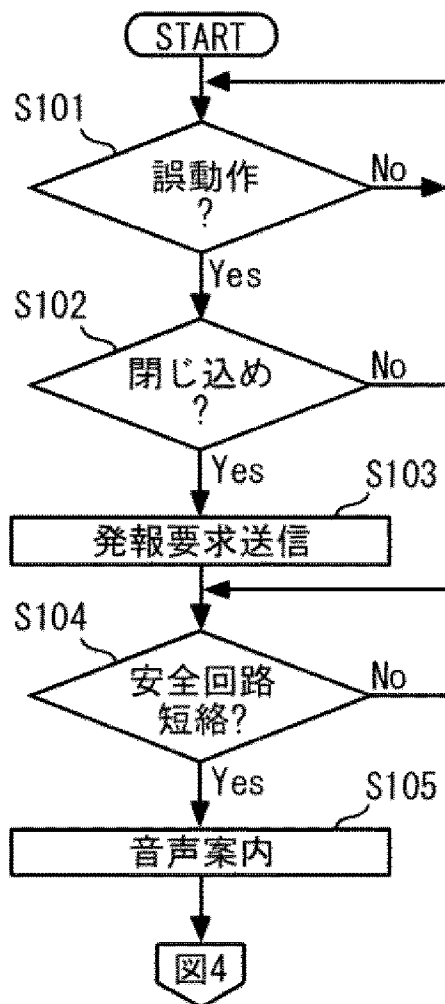 START
S101
誤動作
?
No
Yes
S102
閉じ込め
?
No
Yes
S103
発報要求送信
S104
安全回路
短絡?
No
Yes
S105
音声案内
図4